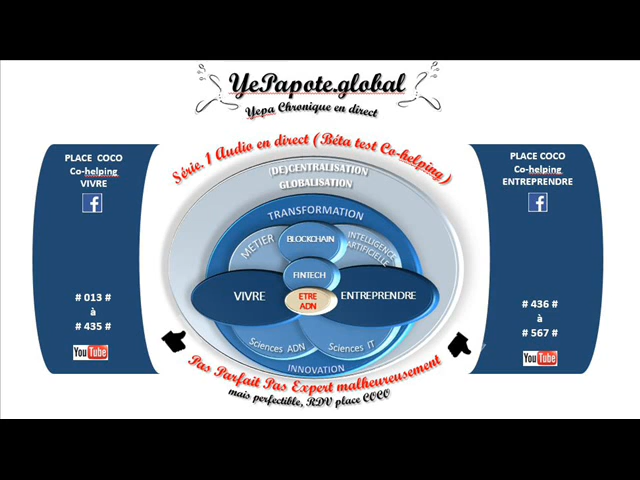 YePapote.global
Yepa Chronique en direct
Série, 1 Audio en direct (Béta test Co-helping)
PLACE COCO
Co-helping
VIVRE
# 013 #
à
# 435 #
YouTube
(DE)CENTRALISATION
GLOBALISATION
TRANSFORMATION
METIER
BLOCKCHAIN
INTELLIGENCE
ARTIFICIELLE
FINTECH
VIVRE
ETRE
ADN
ENTREPRENDRE
Sciences ADN
Sciences IT
INNOVATION
PLACE COCO
Co-helping
ENTREPRENDRE
# 436 #
à
# 567 #
YouTube
Pas Parfait Pas Expert malheureusement
mais perfectible, RDV place COCO